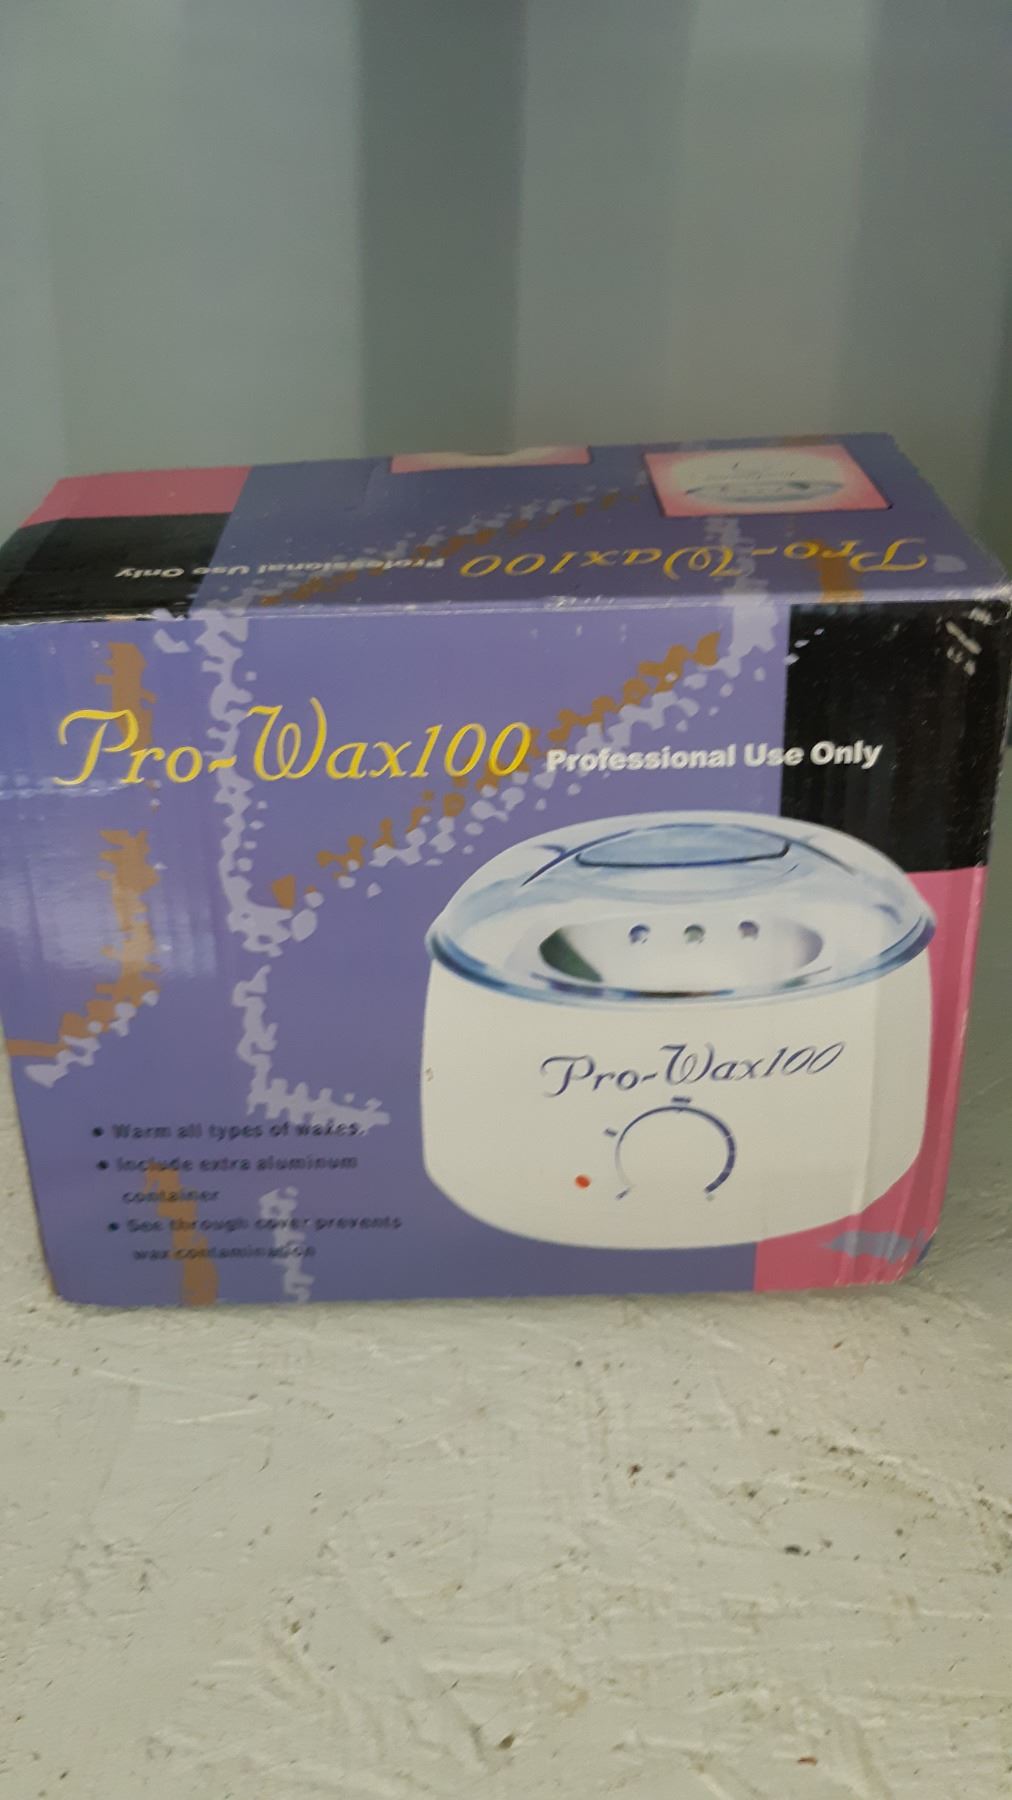 Pro-Wax100 Professional Use Only
Pro-Wax100 Professional Use Only
Pro-Wax100
• Warm all types of waxes.
• Include extra aluminum
container
• See through cover prevents
wax contamination